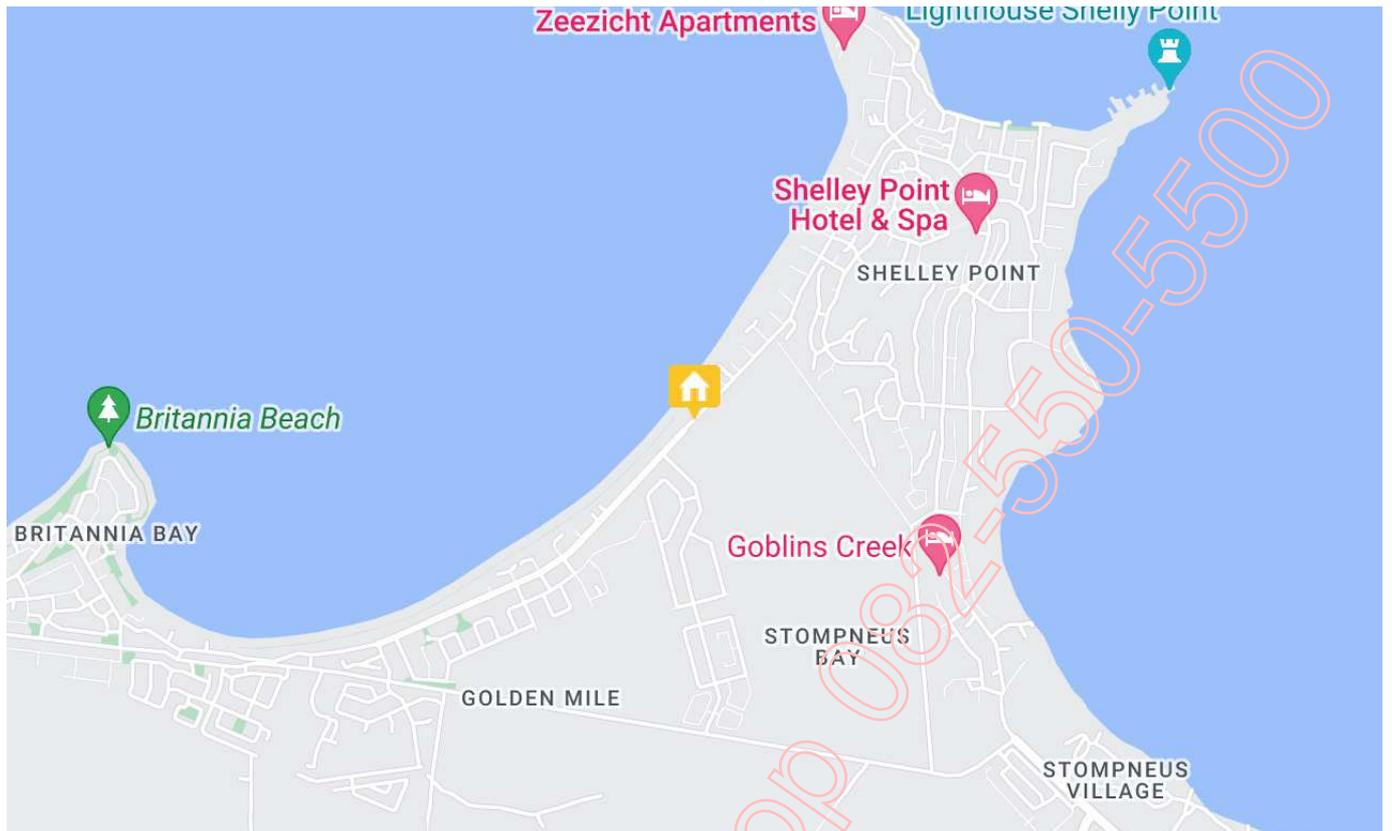 Zeezicht Apartments
Lighthouse Shelly Point
Shelley Point
Hotel & Spa
SHELLEY POINT
Britannia Beach
BRITANNIA BAY
Goblins Creek
STOMPNEUS
BAY
GOLDEN MILE
STOMPNEUS
VILLAGE
pp 082-550-5500